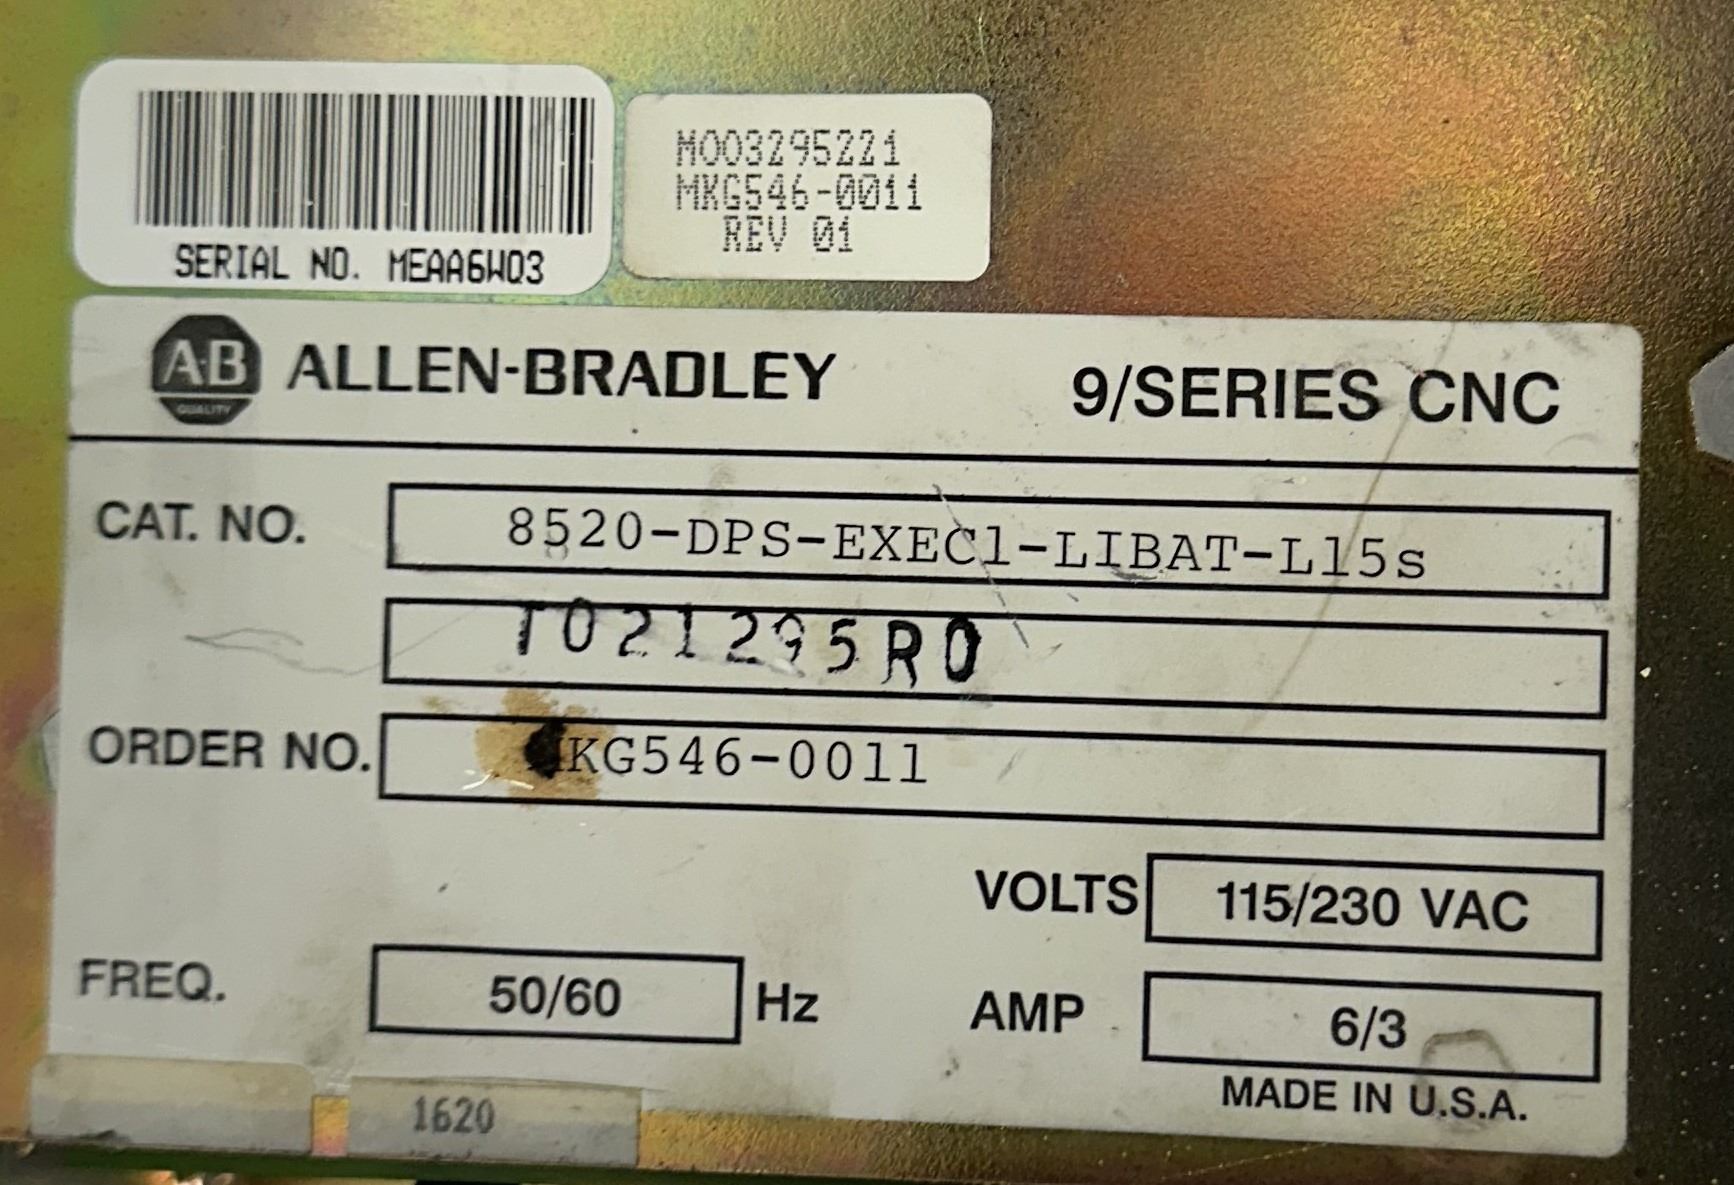 SERIAL NO. MEAA6W03
M003295221
MKG546-0011
REV 01
A·B
QUALITY
ALLEN-BRADLEY
9/SERIES CNC
CAT. NO.
8520-DPS-EXEC1-LIBAT-L15s
T021295R0
ORDER NO.
MKG546-0011
VOLTS
115/230 VAC
FREQ.
50/60
Hz
AMP
6/3
MADE IN U.S.A.
1620